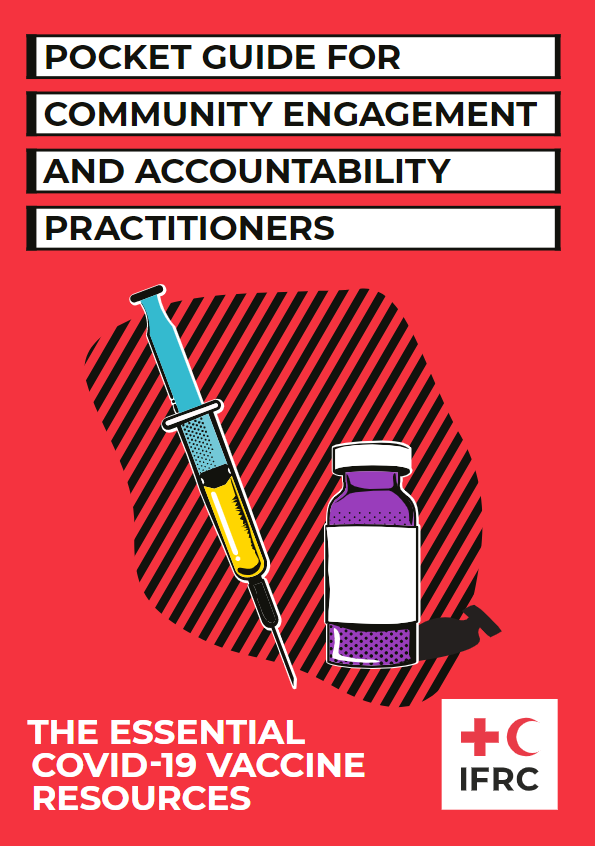 POCKET GUIDE FOR
COMMUNITY ENGAGEMENT
AND ACCOUNTABILITY
PRACTITIONERS
THE ESSENTIAL
COVID-19 VACCINE
RESOURCES
IFRC